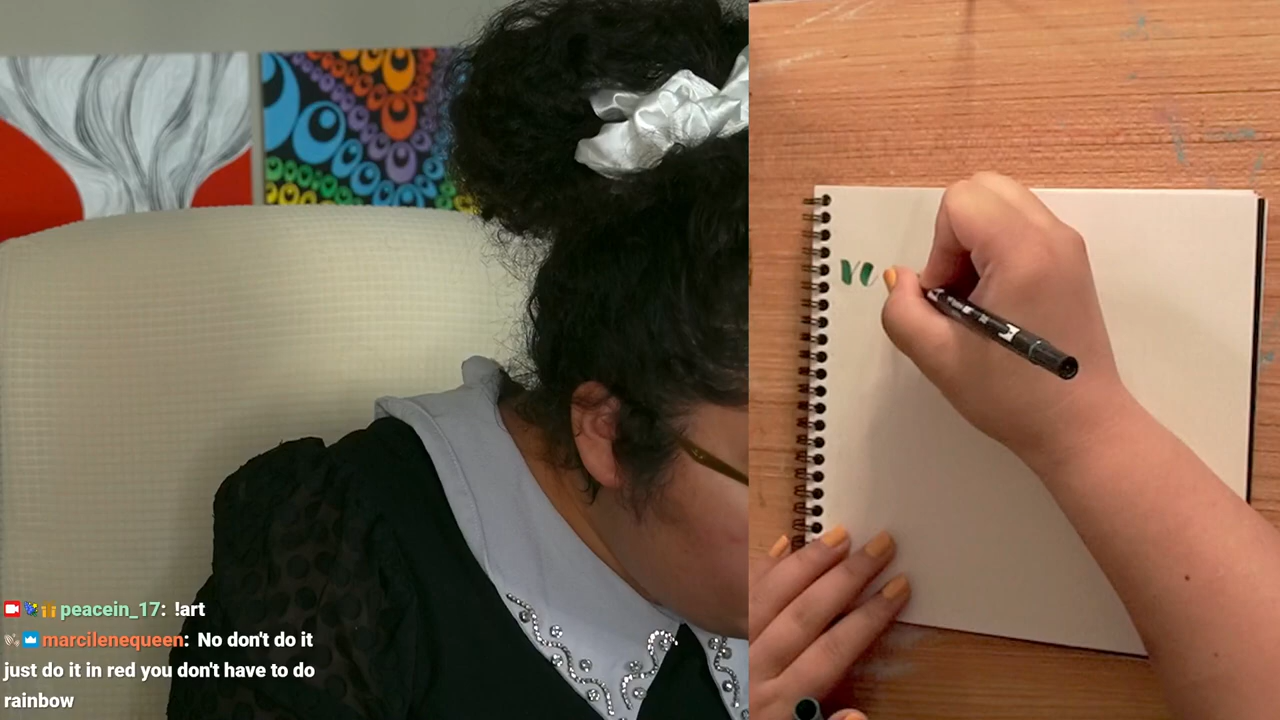 peacein_17: !art
marcilenequeen: No don't do it
just do it in red you don't have to do
rainbow